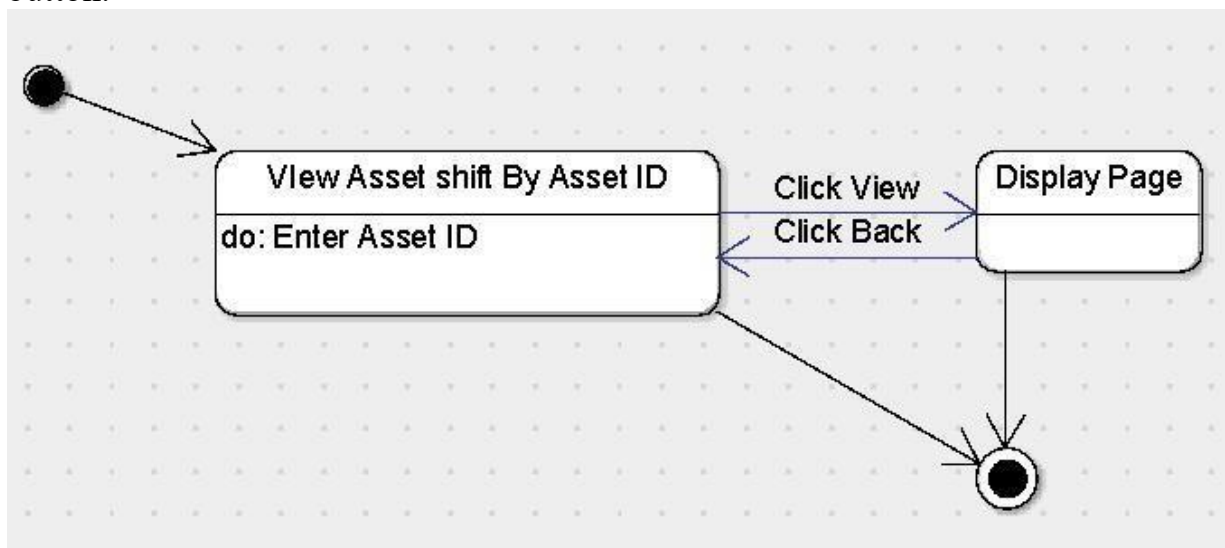 VIew Asset shift By Asset ID
do: Enter Asset ID
Click View
Click Back
Display Page